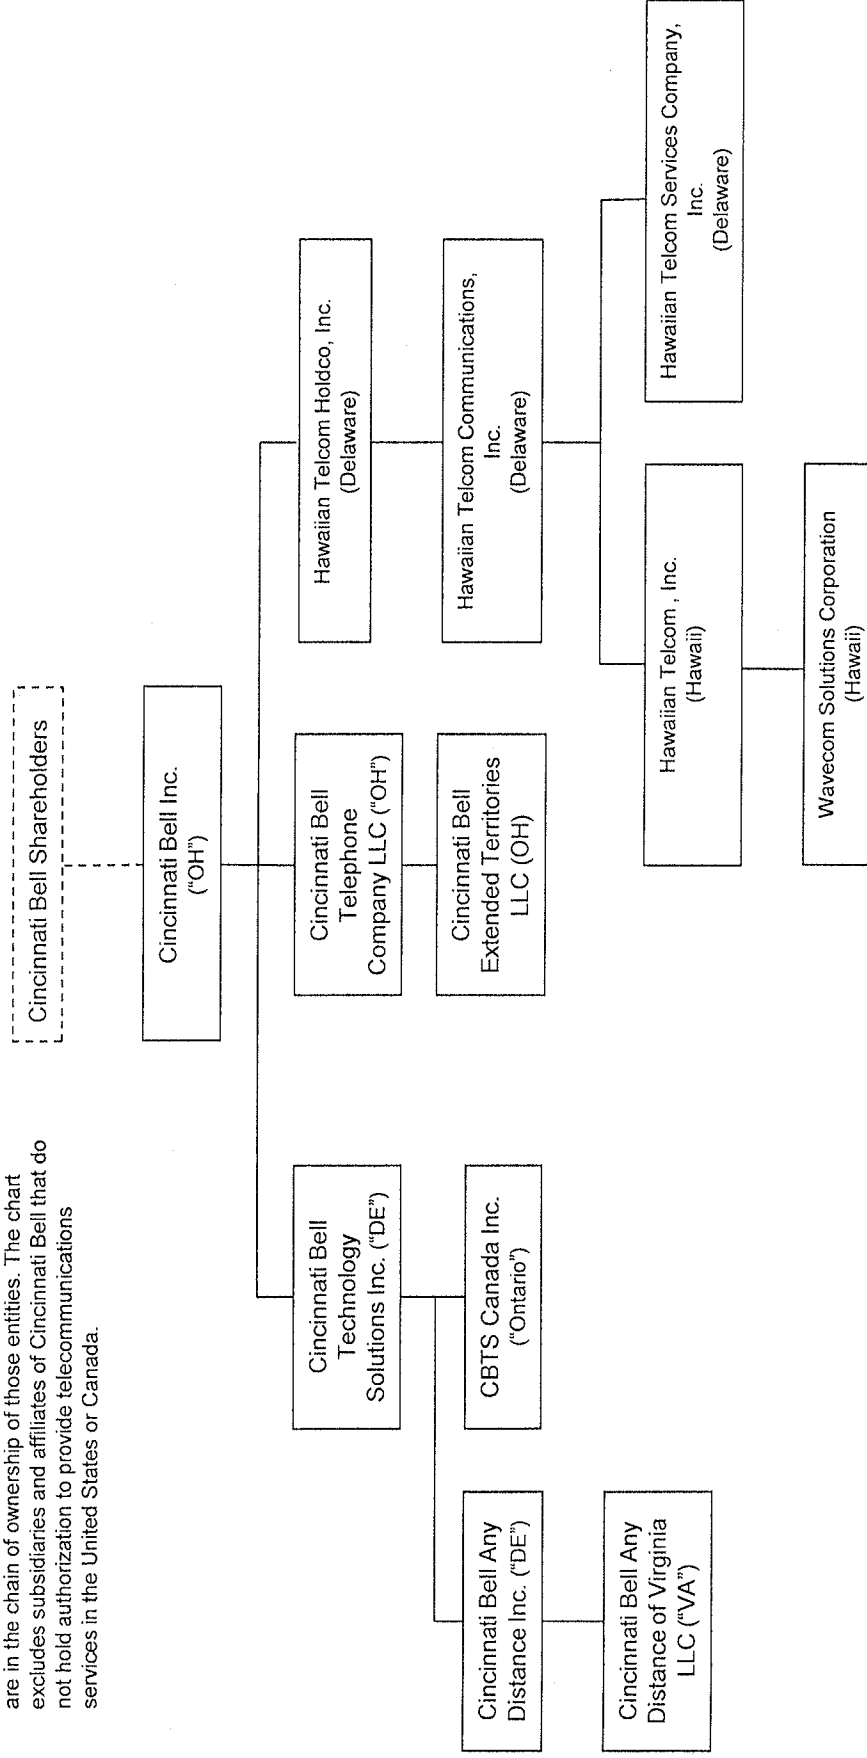 are in the chain of ownership of those entities. The chart
excludes subsidiaries and affiliates of Cincinnati Bell that do
not hold authorization to provide telecommunications
services in the United States or Canada.
Cincinnati Bell Shareholders
Cincinnati Bell Inc.
("OH")
Cincinnati Bell
Technology
Solutions Inc. ("DE")
Cincinnati Bell
Telephone
Company LLC ("OH")
Hawaiian Telcom Holdco, Inc.
(Delaware)
Cincinnati Bell Any
Distance Inc. ("DE")
CBTS Canada Inc.
("Ontario")
Cincinnati Bell
Extended Territories
LLC (OH)
Hawaiian Telcom Communications,
Inc.
(Delaware)
Cincinnati Bell Any
Distance of Virginia
LLC ("VA")
Hawaiian Telcom , Inc.
(Hawaii)
Hawaiian Telcom Services Company,
Inc.
(Delaware)
Wavecom Solutions Corporation
(Hawaii)